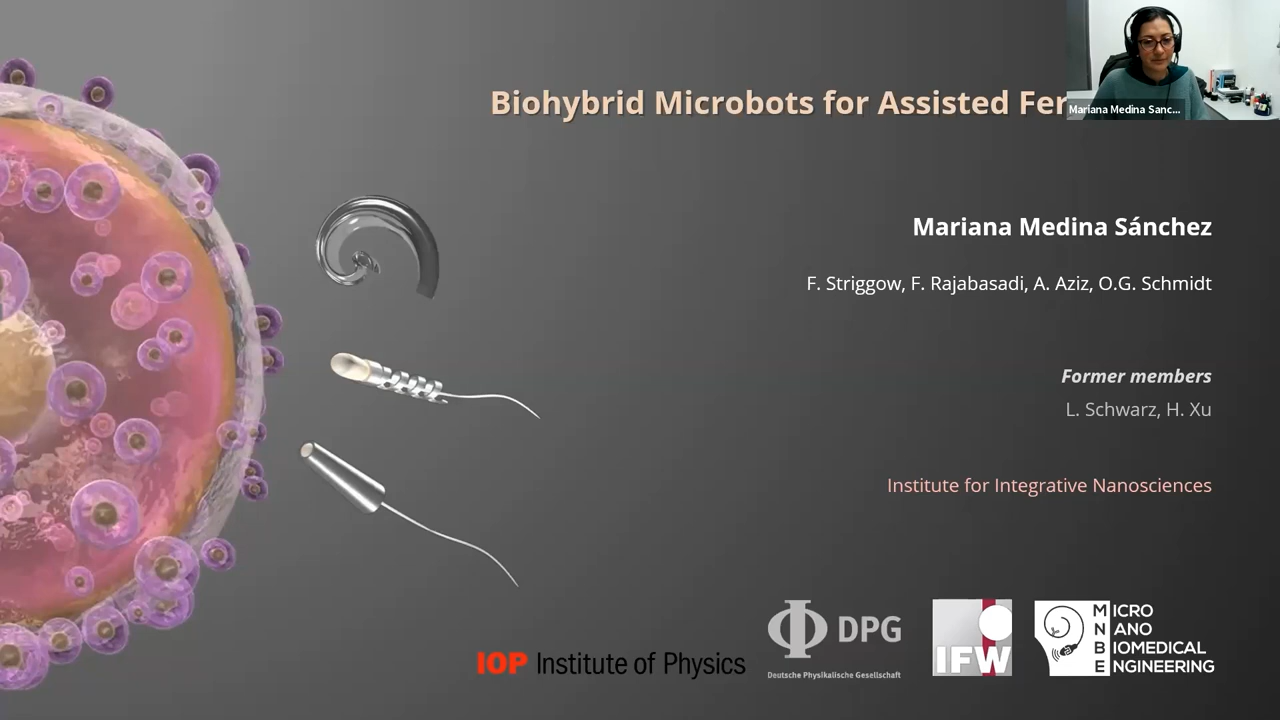 Biohybrid Microbots for Assisted Fer
Mariana Medina Sanc...
Mariana Medina Sánchez
F. Striggow, F. Rajabasadi, A. Aziz, O.G. Schmidt
Former members
L. Schwarz, H. Xu
Institute for Integrative Nanosciences
IOP Institute of Physics
DPG
Deutsche Physikalische Gesellschaft
IFW
MICRO
NANO
BIOMEDICAL
ENGINEERING